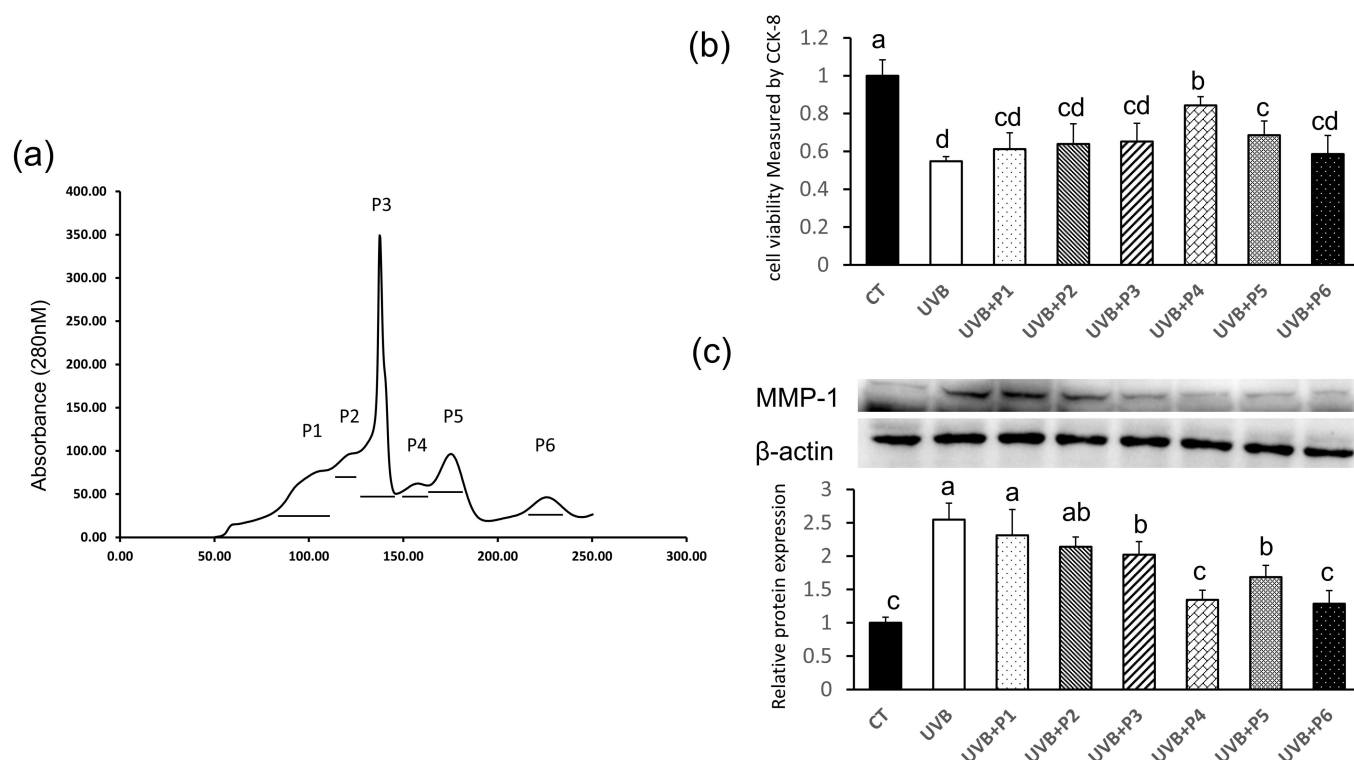 (a)
Absorbance (280nM)
400.00
350.00
300.00
250.00
200.00
150.00
100.00
50.00
0.00
P1
P2
P3
P4
P5
P6
0.00 50.00 100.00 150.00 200.00 250.00 300.00
(b)
cell viability Measured by CCK-8
1.2
1
0.8
0.6
0.4
0.2
0
a
d
cd
cd
cd
b
c
cd
CT UVB UVB+P1 UVB+P2 UVB+P3 UVB+P4 UVB+P5 UVB+P6
(c)
MMP-1
β-actin
Relative protein expression
3
2.5
2
1.5
1
0.5
0
c
a
a
ab
b
c
b
c
CT UVB UVB+P1 UVB+P2 UVB+P3 UVB+P4 UVB+P5 UVB+P6